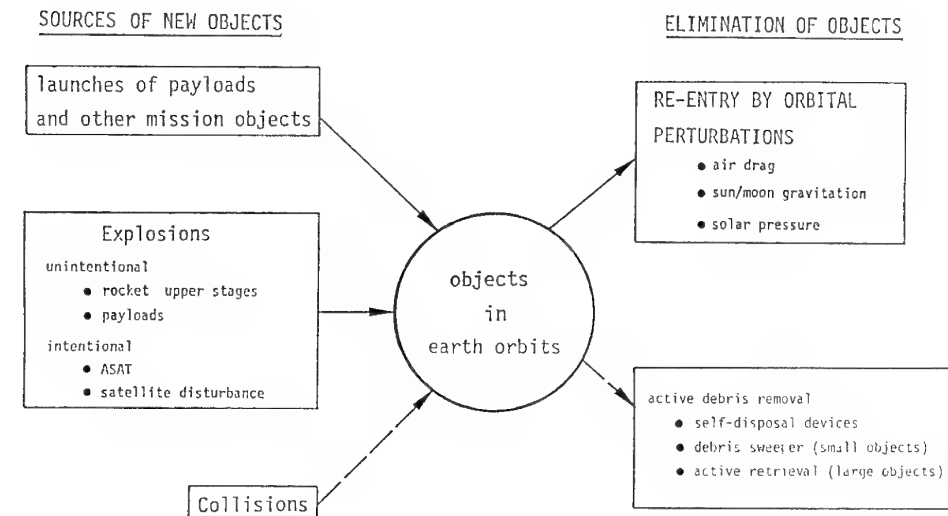 SOURCES OF NEW OBJECTS
launches of payloads
and other mission objects
Explosions
unintentional
● rocket upper stages
● payloads
intentional
● ASAT
● satellite disturbance
Collisions
objects
in
earth orbits
ELIMINATION OF OBJECTS
RE-ENTRY BY ORBITAL
PERTURBATIONS
● air drag
● sun/moon gravitation
● solar pressure
active debris removal
● self-disposal devices
● debris sweeper (small objects)
● active retrieval (large objects)